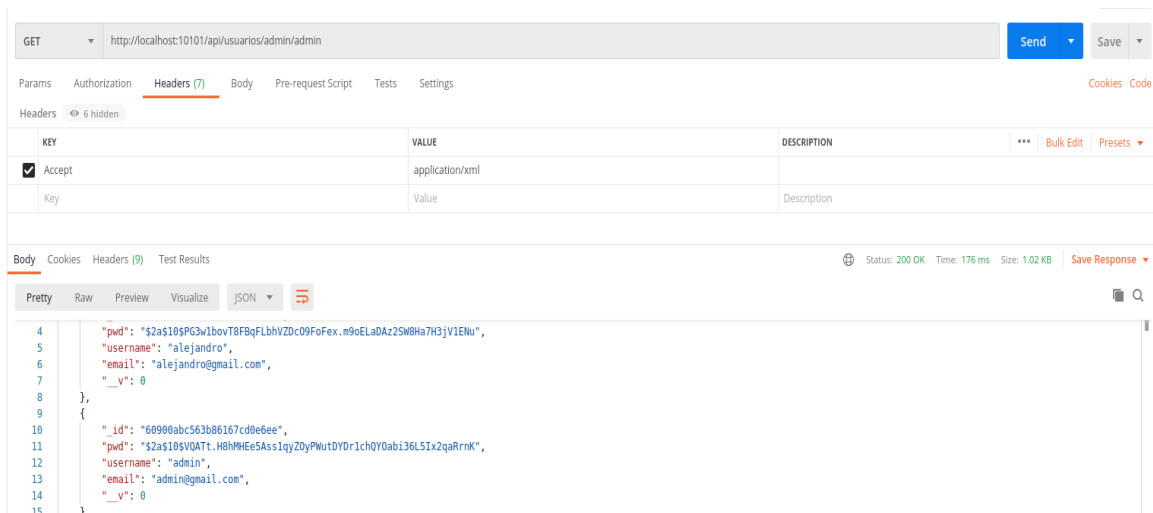 GET http://localhost:10101/api/usuarios/admin/admin Send Save
Params Authorization Headers (7) Body Pre-request Script Tests Settings Cookies Code
Headers 6 hidden
KEY VALUE DESCRIPTION ••• Bulk Edit Presets
Accept application/xml
Key Value Description
Body Cookies Headers (9) Test Results Status: 200 OK Time: 176 ms Size: 1.02 KB Save Response
Pretty Raw Preview Visualize JSON
4 "pwd": "$2a$10$PG3w1bovT8FBqFLbhVZDcO9FoFex.m9oELaDAz2SW8Ha7H3jV1ENu",
5 "username": "alejandro",
6 "email": "alejandro@gmail.com",
7 "__v": 0
8 },
9 {
10 "_id": "60900abc563b86167cd0e6ee",
11 "pwd": "$2a$10$VQATt.H8hMHEe5Ass1qyZOyPWutDYDr1chQYOabi36L5Ix2qaRrnK",
12 "username": "admin",
13 "email": "admin@gmail.com",
14 "__v": 0
15 }